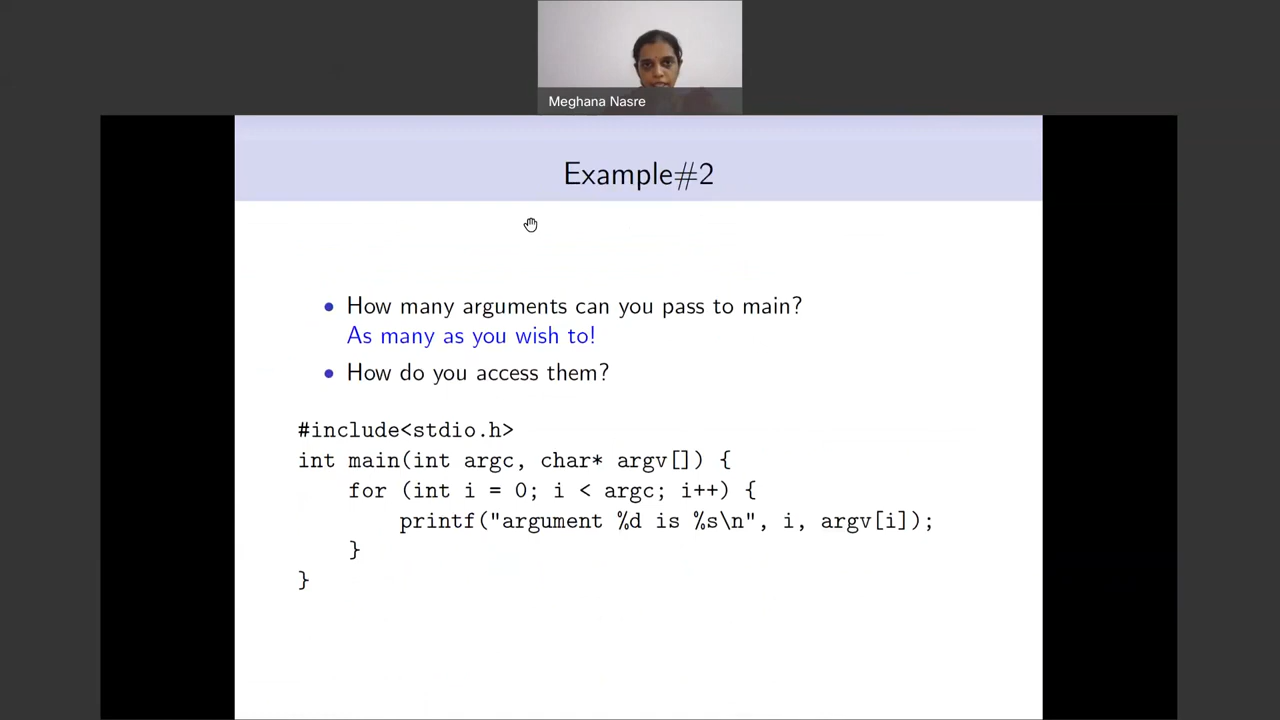 Meghana Nasre
Example#2
• How many arguments can you pass to main?
As many as you wish to!
• How do you access them?
#include<stdio.h>
int main(int argc, char* argv[]) {
    for (int i = 0; i < argc; i++) {
        printf("argument %d is %s\n", i, argv[i]);
    }
}